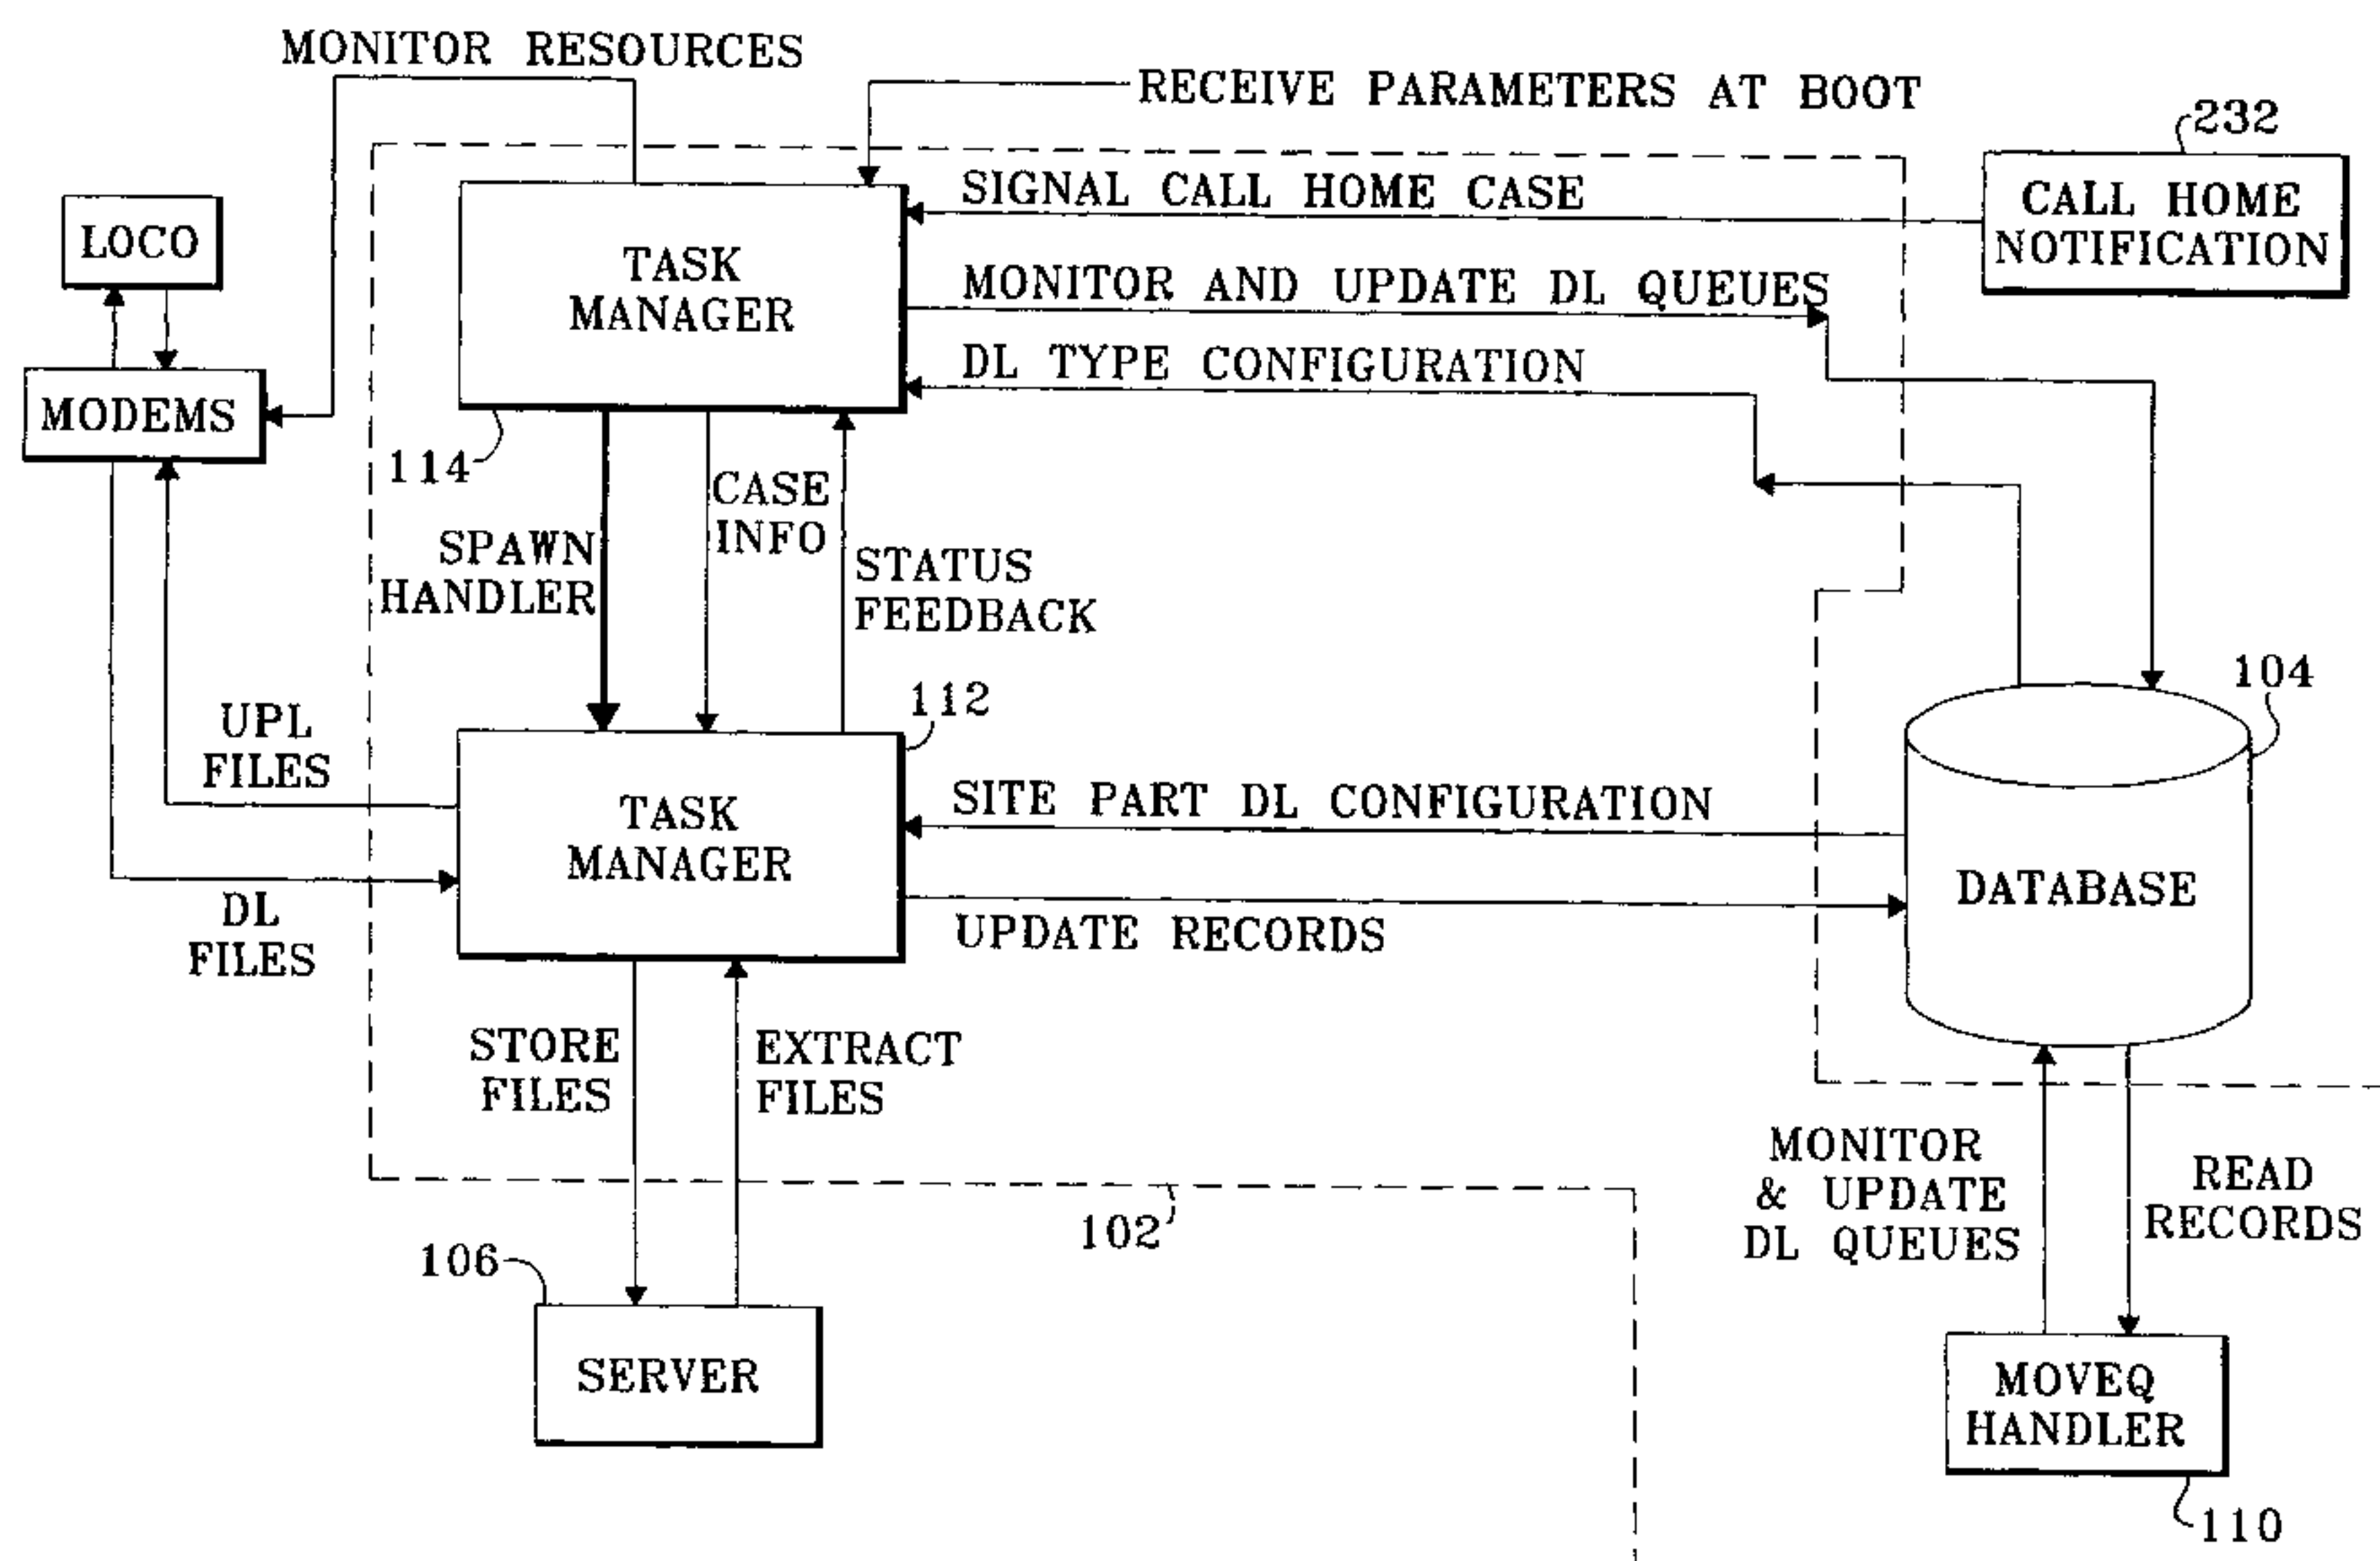 MONITOR RESOURCES
RECEIVE PARAMETERS AT BOOT
232
CALL HOME
NOTIFICATION
SIGNAL CALL HOME CASE
LOCO
TASK
MANAGER
MONITOR AND UPDATE DL QUEUES
DL TYPE CONFIGURATION
MODEMS
114
CASE
INFO
SPAWN
HANDLER
STATUS
FEEDBACK
112
104
UPL
FILES
TASK
MANAGER
SITE PART DL CONFIGURATION
DATABASE
UPDATE RECORDS
DL
FILES
STORE
FILES
EXTRACT
FILES
MONITOR
& UPDATE
DL QUEUES
READ
RECORDS
102
106
SERVER
MOVEQ
HANDLER
110